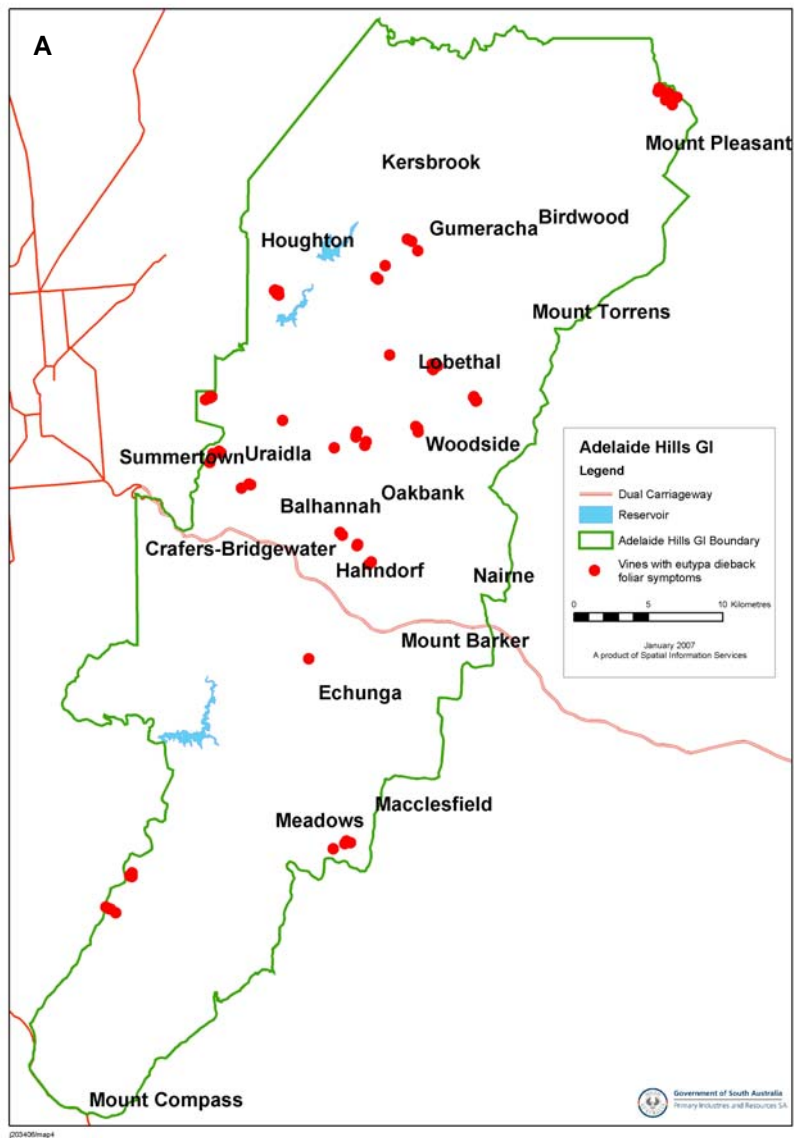 A
Mount Pleasant
Kersbrook
Birdwood
Gumeracha
Houghton
Mount Torrens
Lobethal
Woodside
Summertown
Uraidla
Oakbank
Balhannah
Crafers-Bridgewater
Hahndorf
Nairne
Mount Barker
Echunga
Macclesfield
Meadows
Mount Compass
Adelaide Hills GI
Legend
Dual Carriageway
Reservoir
Adelaide Hills GI Boundary
Vines with eutypa dieback
foliar symptoms
0 5 10 Kilometres
January 2007
A product of Spatial Information Services
Government of South Australia
Primary Industries and Resources SA
j203406/map4